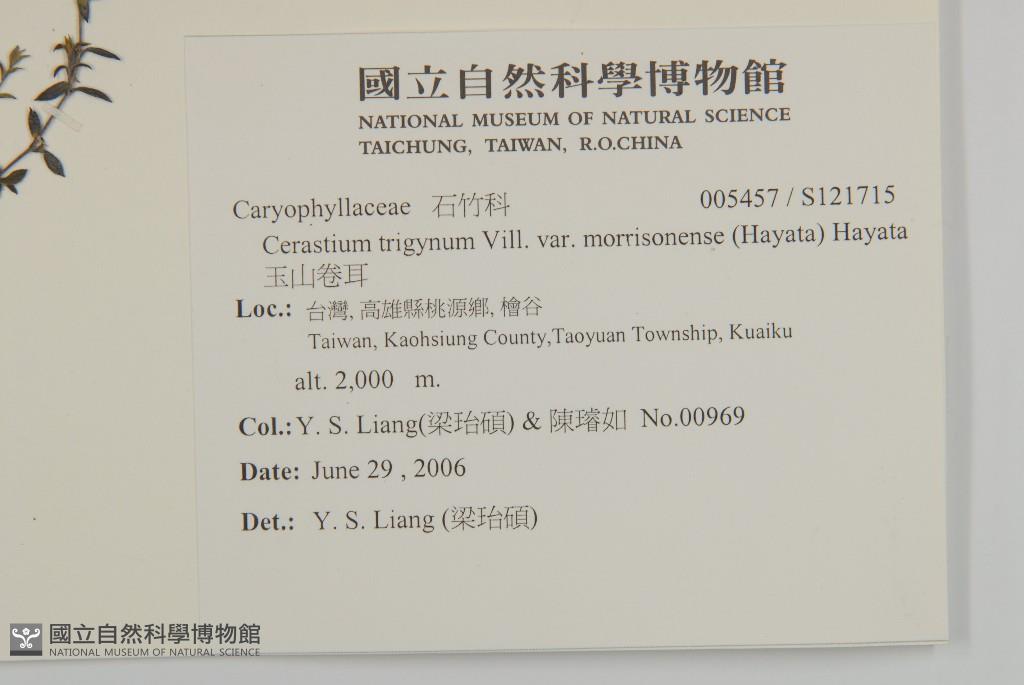 國立自然科學博物館
NATIONAL MUSEUM OF NATURAL SCIENCE
TAICHUNG, TAIWAN, R.O.CHINA
Caryophyllaceae 石竹科 005457 / S121715
Cerastium trigynum Vill. var. morrisonense (Hayata) Hayata
玉山卷耳
Loc.: 台灣, 高雄縣桃源鄉, 檜谷
Taiwan, Kaohsiung County,Taoyuan Township, Kuaiku
alt. 2,000 m.
Col.: Y. S. Liang(梁珆碩) & 陳璿如 No.00969
Date: June 29 , 2006
Det.: Y. S. Liang (梁珆碩)
國立自然科學博物館
NATIONAL MUSEUM OF NATURAL SCIENCE